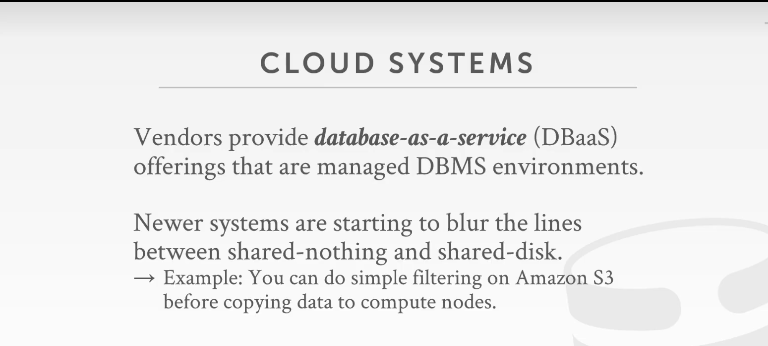 CLOUD SYSTEMS
Vendors provide database-as-a-service (DBaaS)
offerings that are managed DBMS environments.
Newer systems are starting to blur the lines
between shared-nothing and shared-disk.
→ Example: You can do simple filtering on Amazon S3
before copying data to compute nodes.